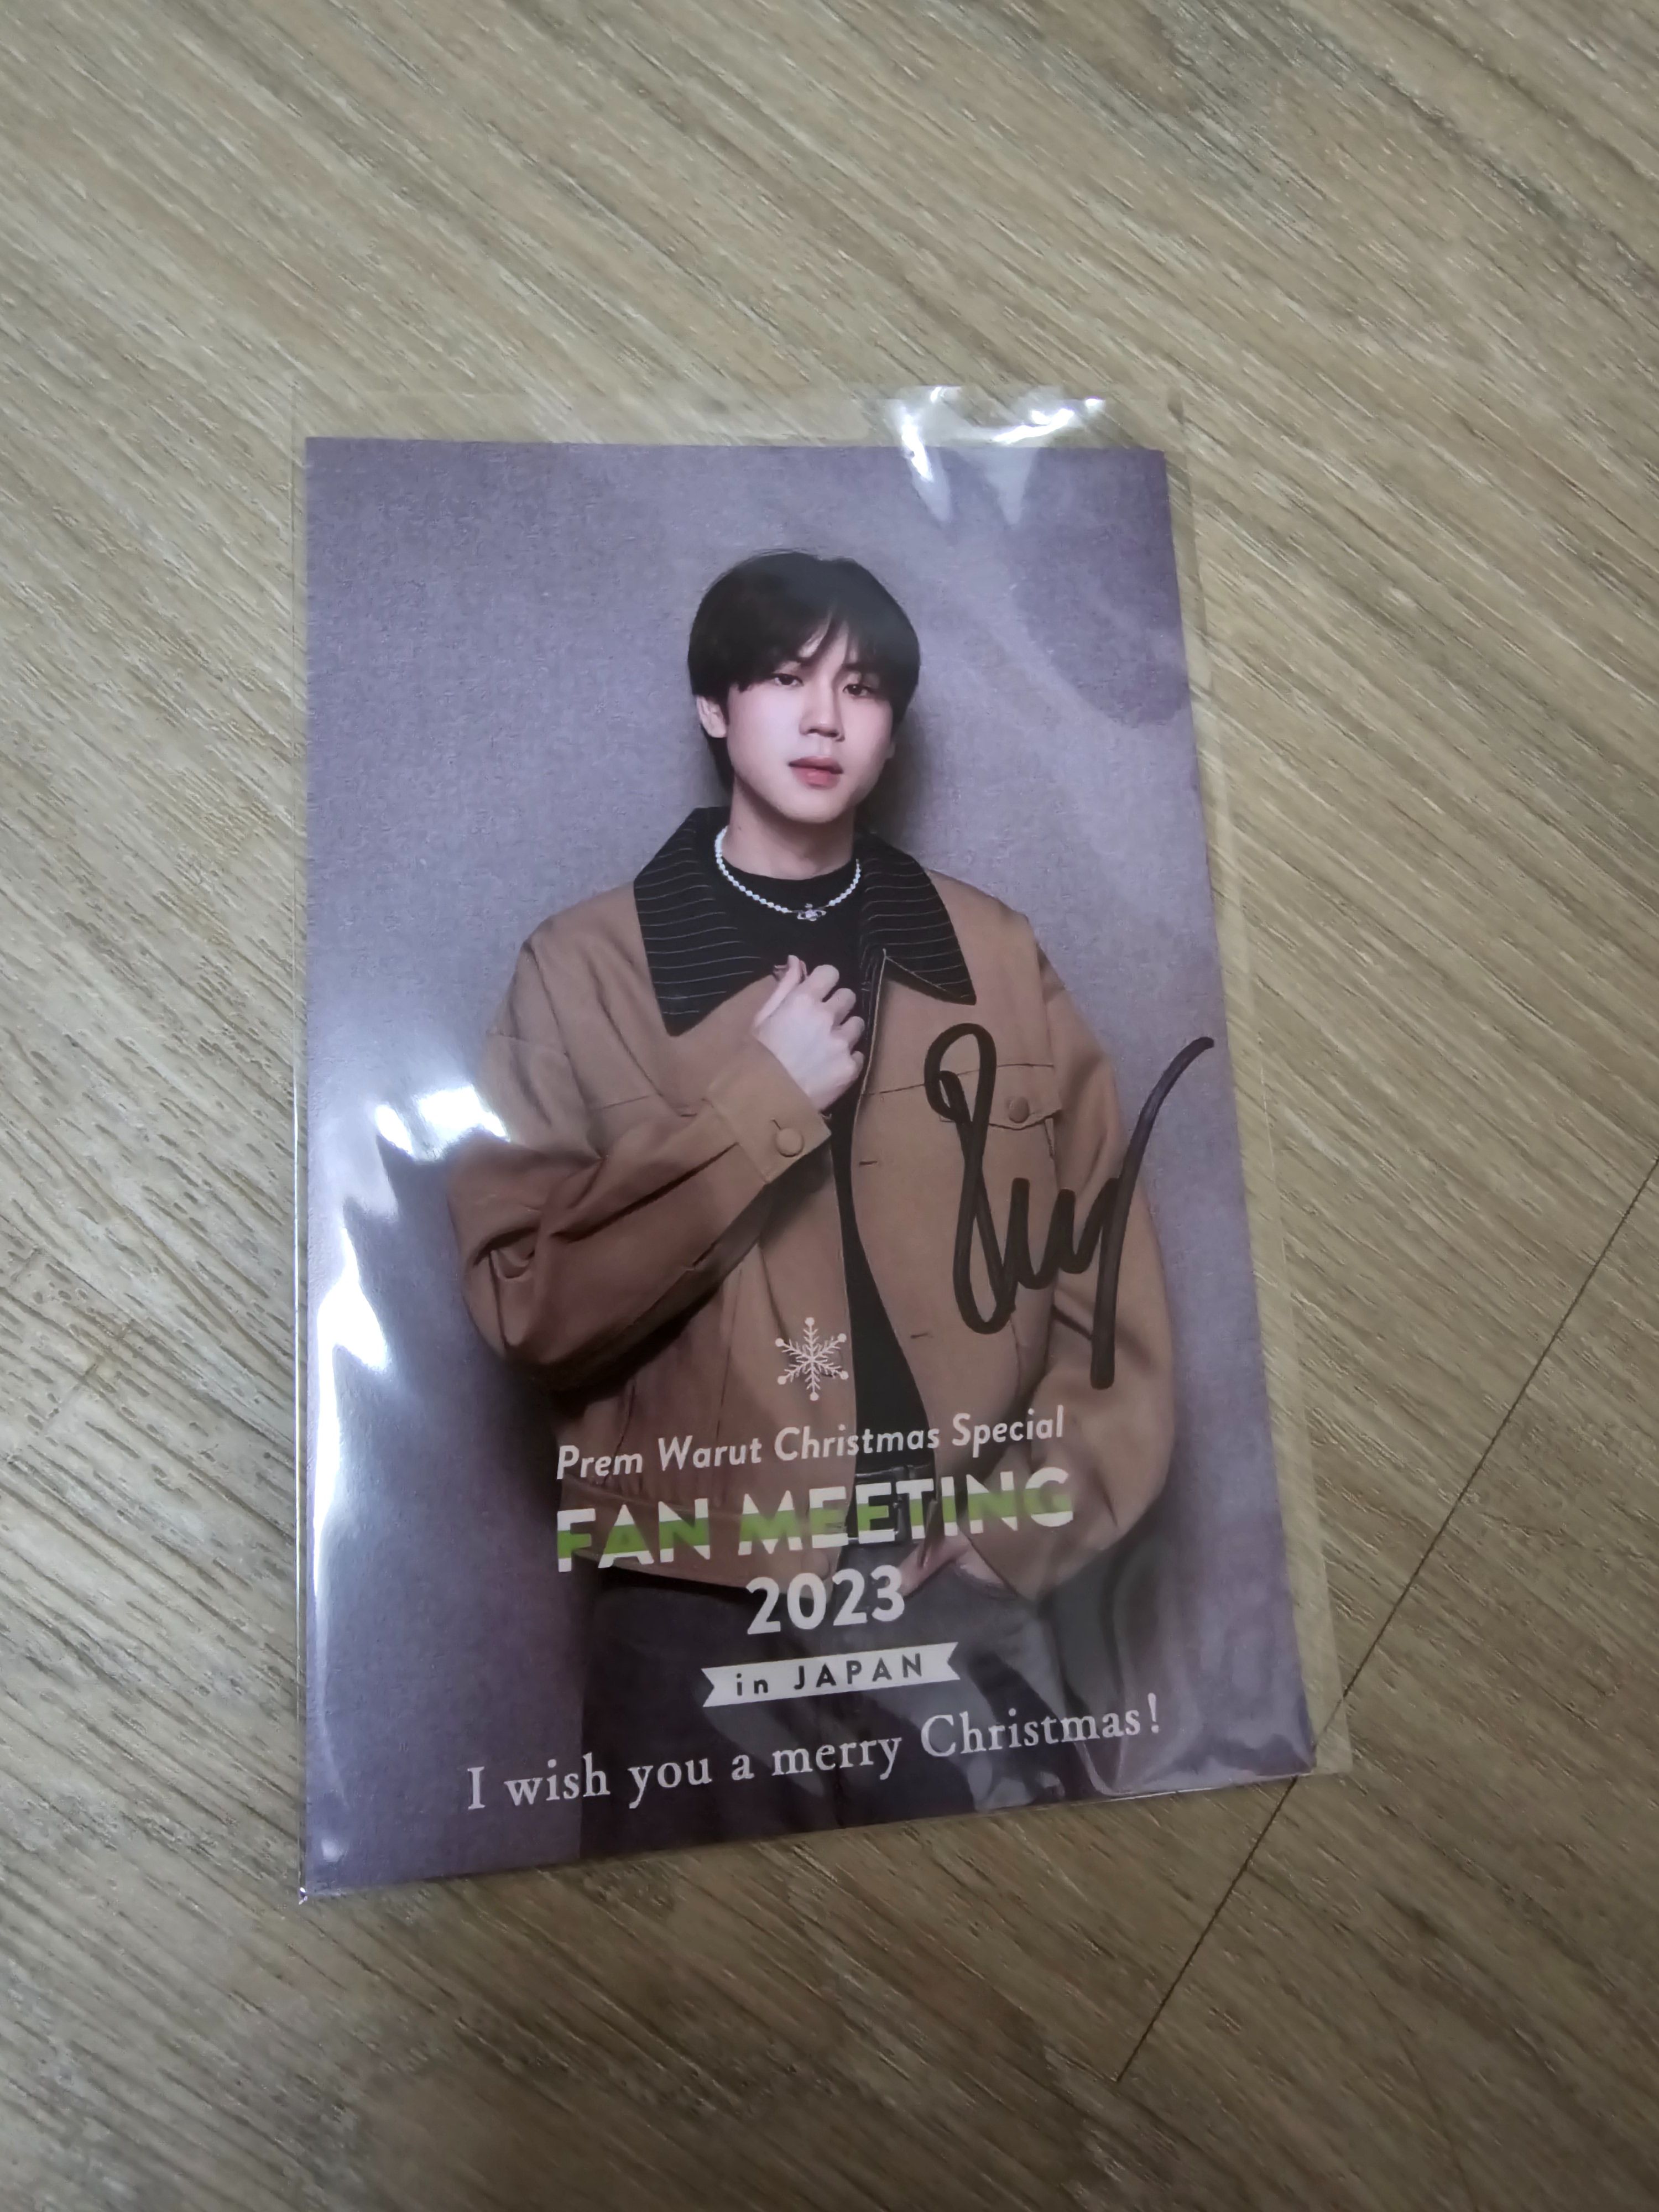 Prem Warut Christmas Special
FAN MEETING
2023
in JAPAN
I wish you a merry Christmas!